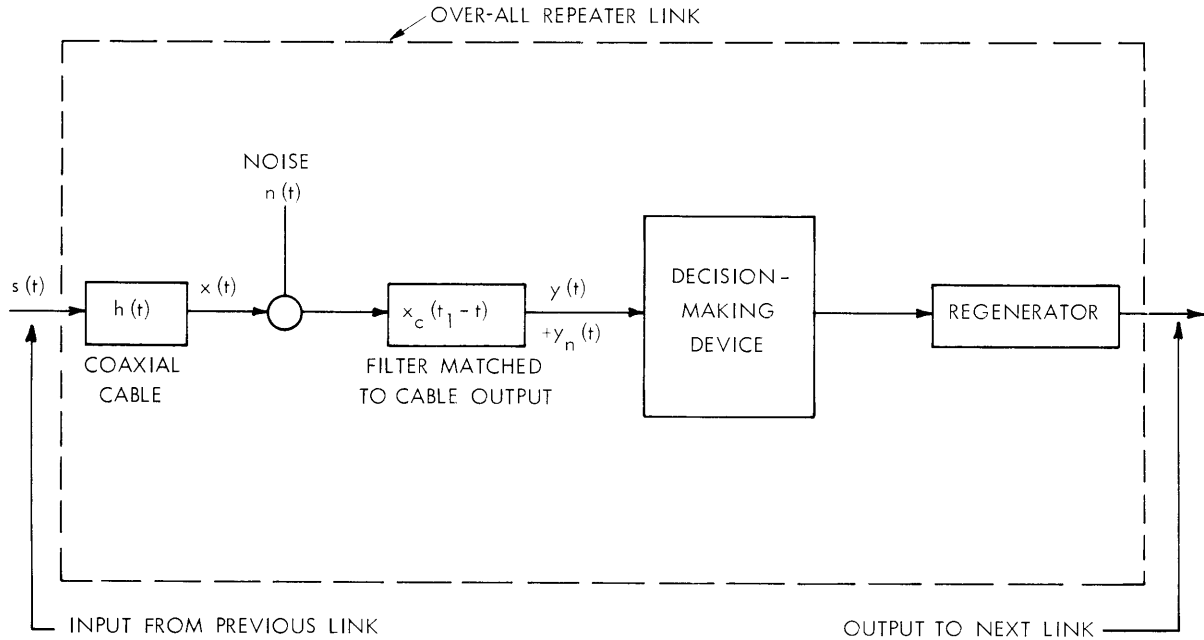 OVER-ALL REPEATER LINK
NOISE
n(t)
s(t)
h(t)
x(t)
x_c(t_1-t)
y(t)
+y_n(t)
COAXIAL
CABLE
FILTER MATCHED
TO CABLE OUTPUT
DECISION-
MAKING
DEVICE
REGENERATOR
INPUT FROM PREVIOUS LINK
OUTPUT TO NEXT LINK